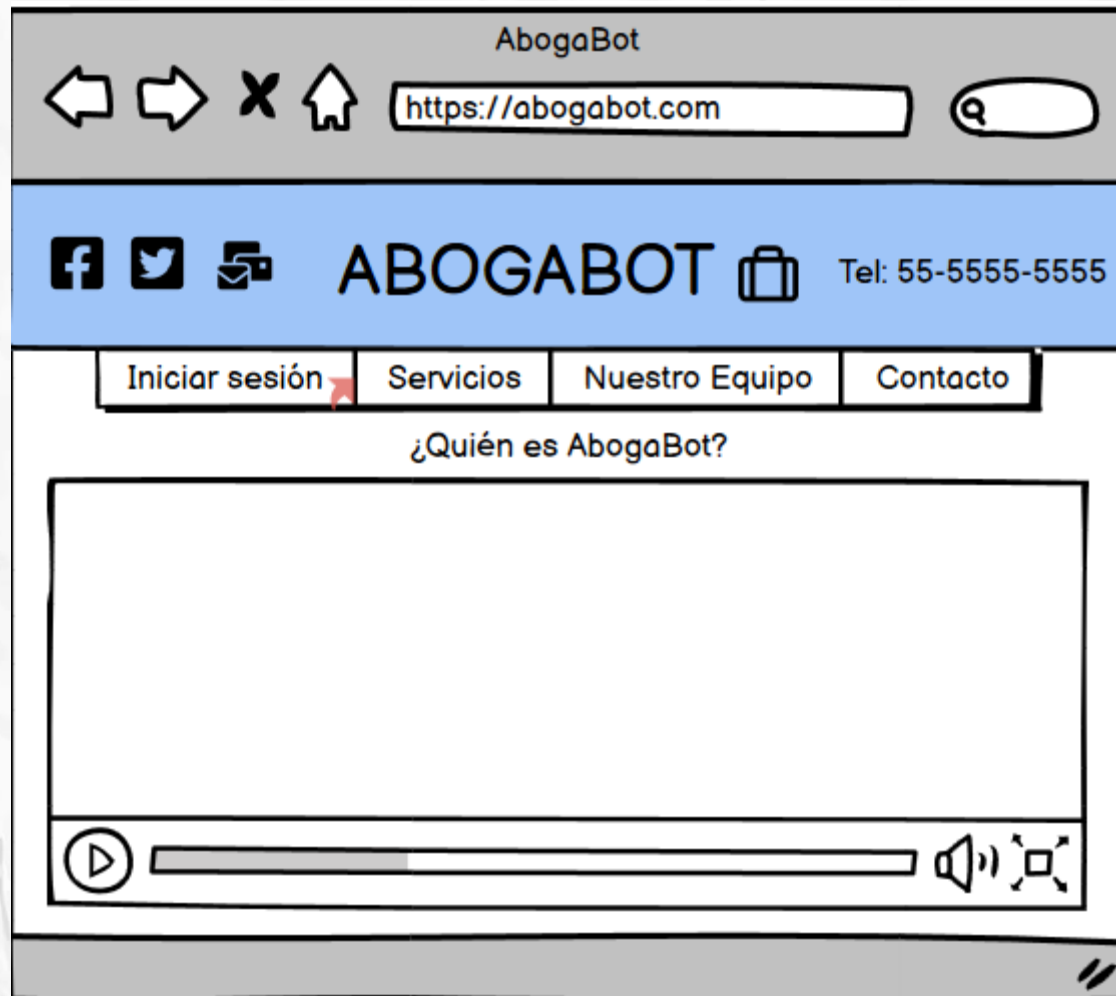 AbogaBot
https://abogabot.com
ABOGABOT
Tel: 55-5555-5555
Iniciar sesión
Servicios
Nuestro Equipo
Contacto
¿Quién es AbogaBot?